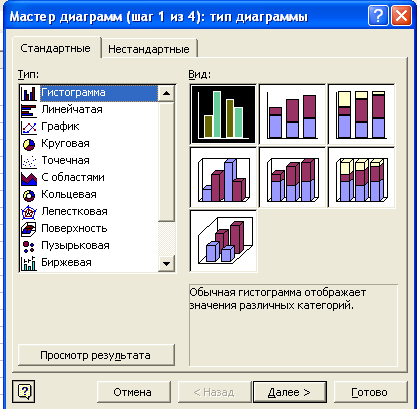 Мастер диаграмм (шаг 1 из 4): тип диаграммы
Стандартные
Нестандартные
Тип:
Гистограмма
Линейчатая
График
Круговая
Точечная
С областями
Кольцевая
Лепестковая
Поверхность
Пузырьковая
Биржевая
Вид:
Обычная гистограмма отображает
значения различных категорий.
Просмотр результата
Отмена
< Назад
Далее >
Готово